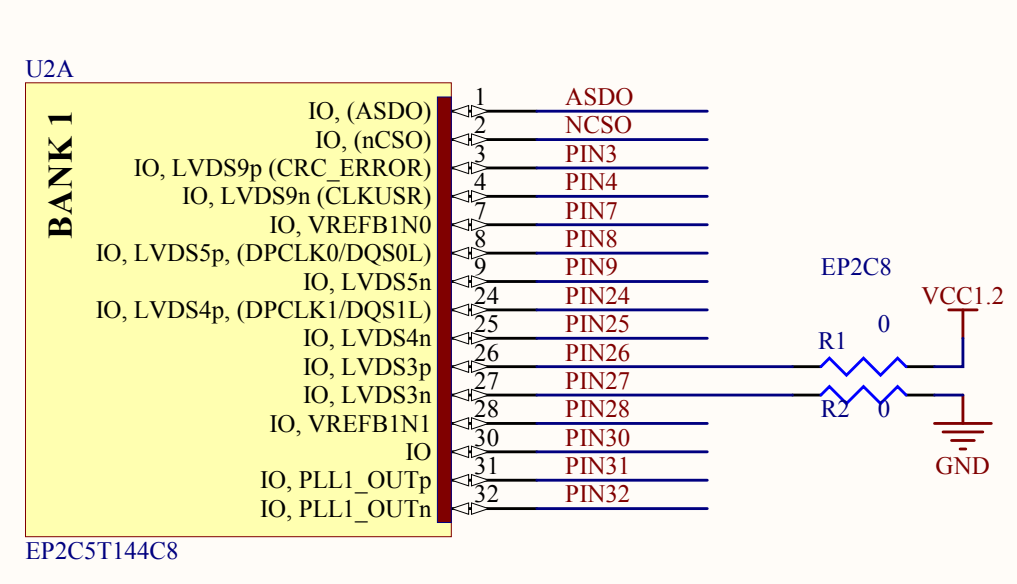 U2A
BANK 1
IO, (ASDO) 1 ASDO
IO, (nCSO) 2 NCSO
IO, LVDS9p (CRC_ERROR) 3 PIN3
IO, LVDS9n (CLKUSR) 4 PIN4
IO, VREFB1N0 7 PIN7
IO, LVDS5p, (DPCLK0/DQS0L) 8 PIN8
IO, LVDS5n 9 PIN9
EP2C8
IO, LVDS4p, (DPCLK1/DQS1L) 24 PIN24 VCC1.2
IO, LVDS4n 25 PIN25 0
IO, LVDS3p 26 PIN26 R1
IO, LVDS3n 27 PIN27
IO, VREFB1N1 28 PIN28 R2 0
IO 30 PIN30
IO, PLL1_OUTp 31 PIN31 GND
IO, PLL1_OUTn 32 PIN32
EP2C5T144C8